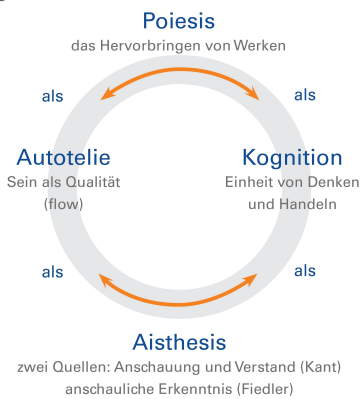 Poiesis
das Hervorbringen von Werken
als
als
Autotelie
Sein als Qualität
(flow)
Kognition
Einheit von Denken
und Handeln
als
als
Aisthesis
zwei Quellen: Anschauung und Verstand (Kant)
anschauliche Erkenntnis (Fiedler)